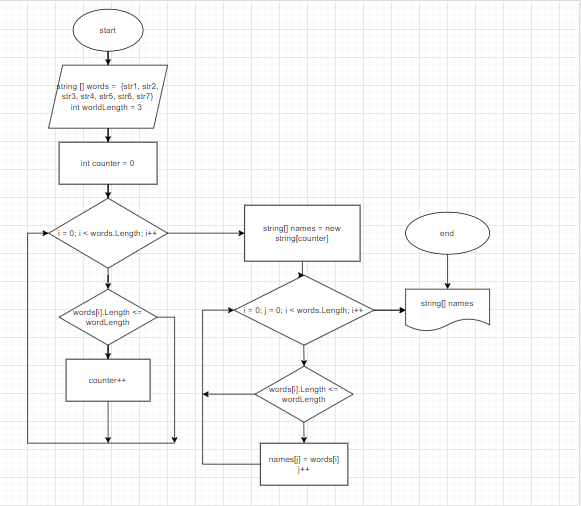 start
string [] words = {str1, str2,
str3, str4, str5, str6, str7}
int worldLength = 3
int counter = 0
i = 0; i < words.Length; i++
words[i].Length <=
wordLength
counter++
string[] names = new
string[counter]
i = 0; j = 0; i < words.Length; i++
words[i].Length <=
wordLength
names[j] = words[i]
j++
end
string[] names